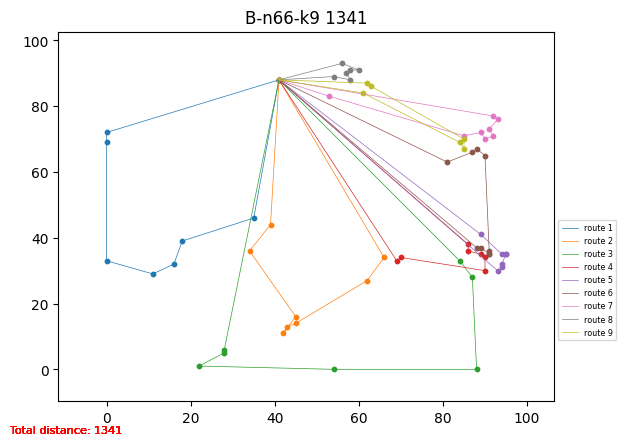 B-n66-k9 1341
100
80
60
40
20
0
0
20
40
60
80
100
route 1
route 2
route 3
route 4
route 5
route 6
route 7
route 8
route 9
Total distance: 1341